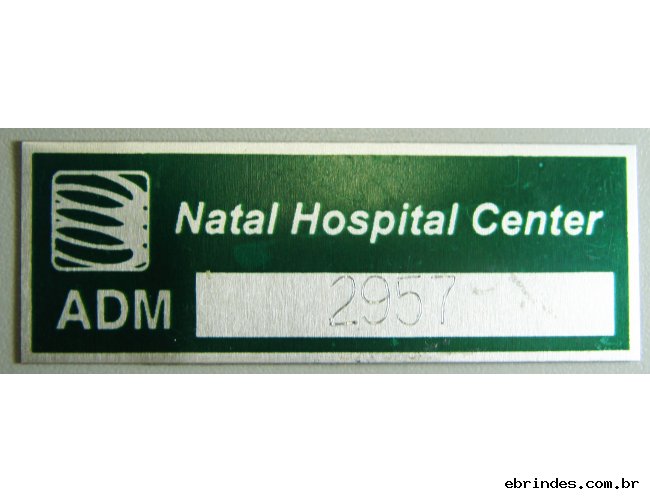 Natal Hospital Center
ADM 2957-X
ebrindes.com.br